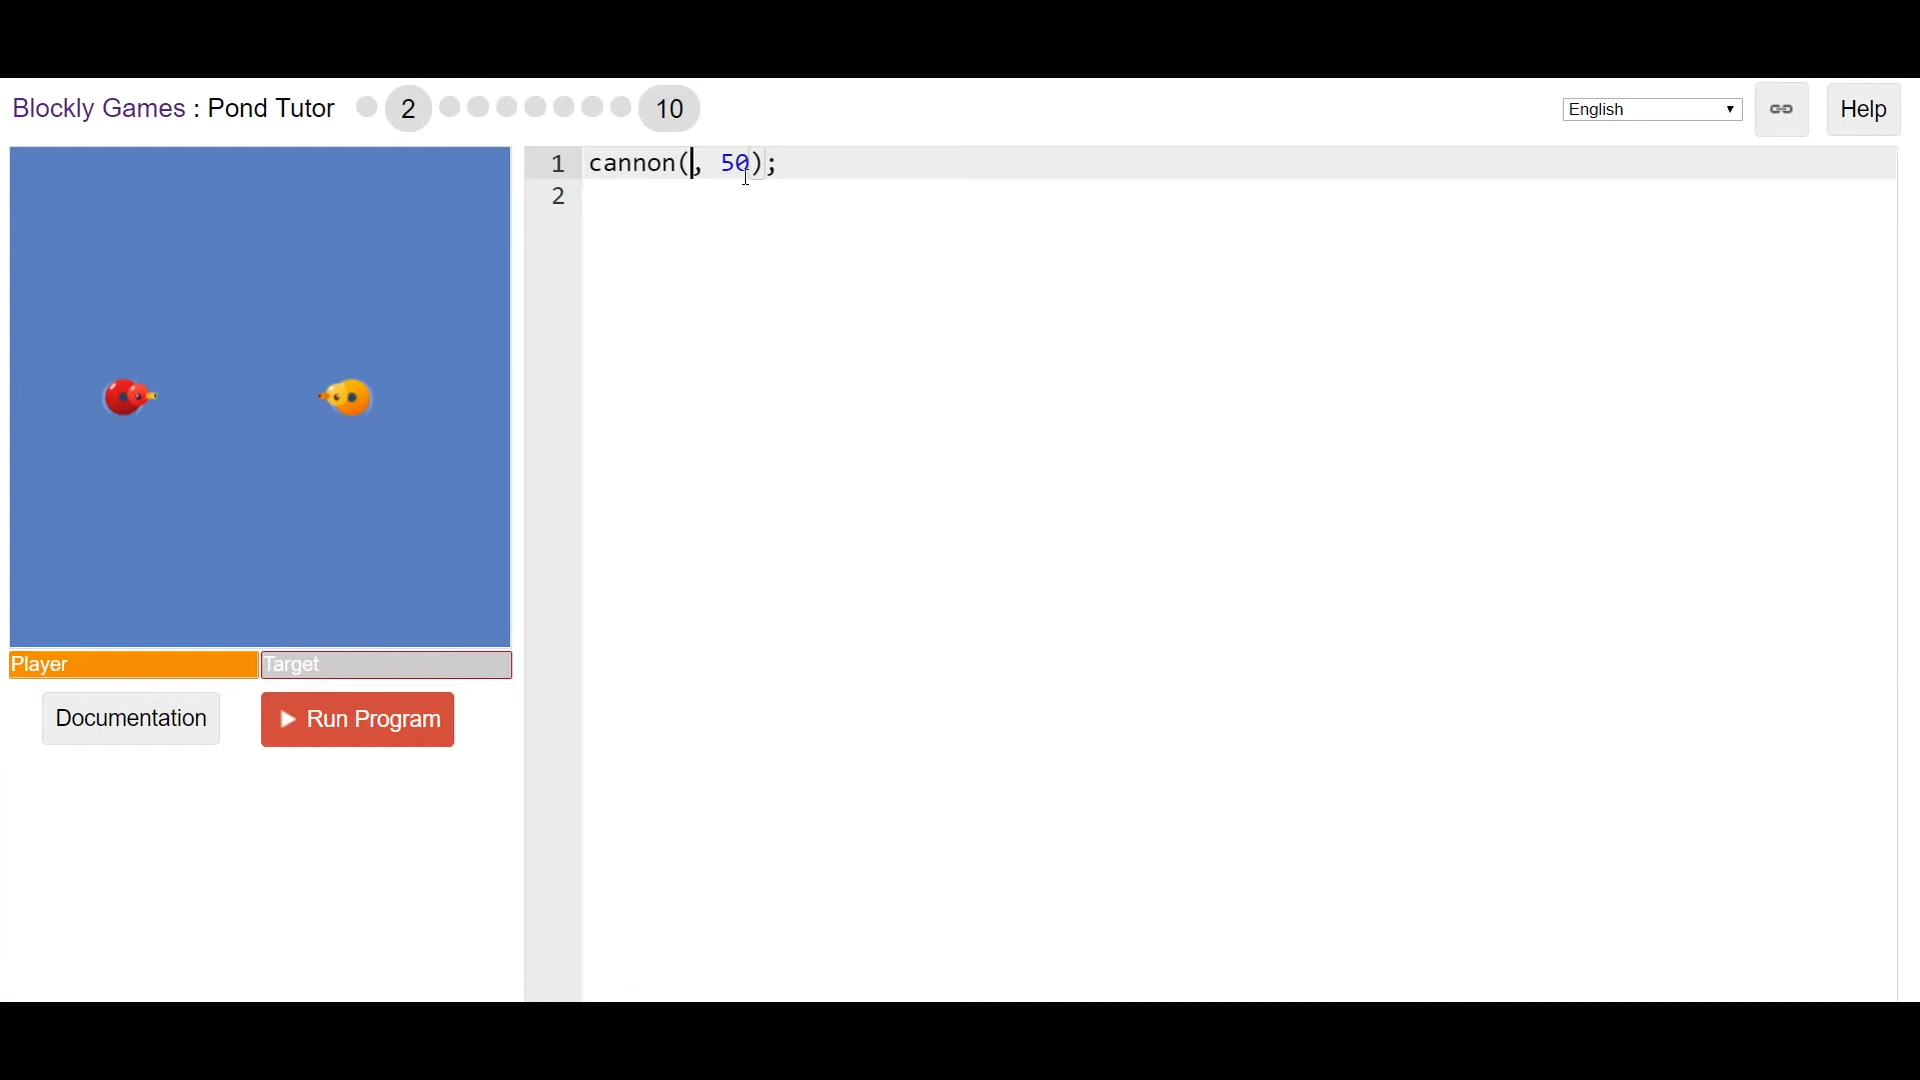 Blockly Games : Pond Tutor 2 10 English Help
1 cannon(, 50);
2
Player Target
Documentation Run Program